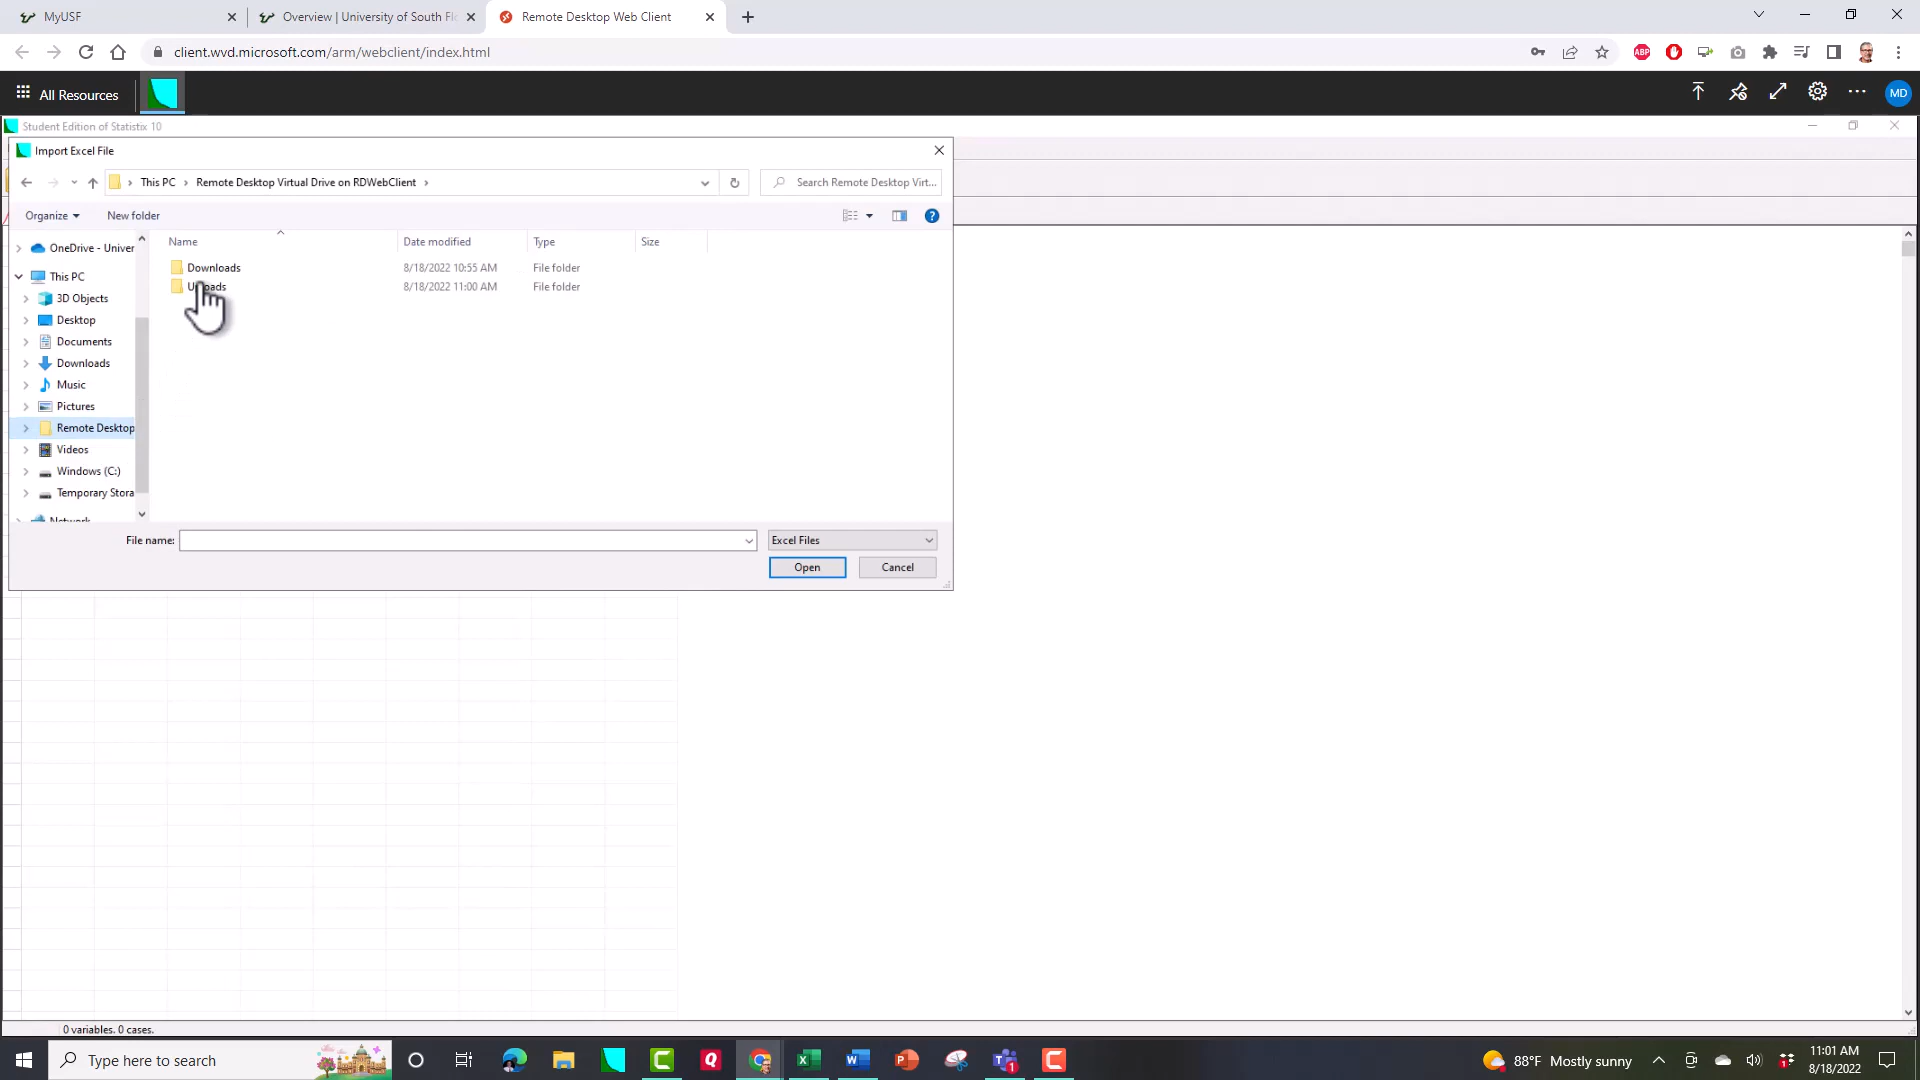 MyUSF
Overview | University of South Fl
Remote Desktop Web Client
client.wvd.microsoft.com/arm/webclient/index.html
ABP
All Resources
MD
Student Edition of Statistix 10
Import Excel File
This PC
Remote Desktop Virtual Drive on RDWebClient
Search Remote Desktop Virt...
Organize
New folder
Name
Date modified
Type
Size
OneDrive - Univer
This PC
3D Objects
Desktop
Documents
Downloads
Music
Pictures
Remote Desktop
Videos
Windows (C:)
Temporary Stora
Network
Downloads 8/18/2022 10:55 AM File folder
Uploads 8/18/2022 11:00 AM File folder
File name:
Excel Files
Open
Cancel
0 variables. 0 cases.
Type here to search
88°F Mostly sunny
11:01 AM
8/18/2022